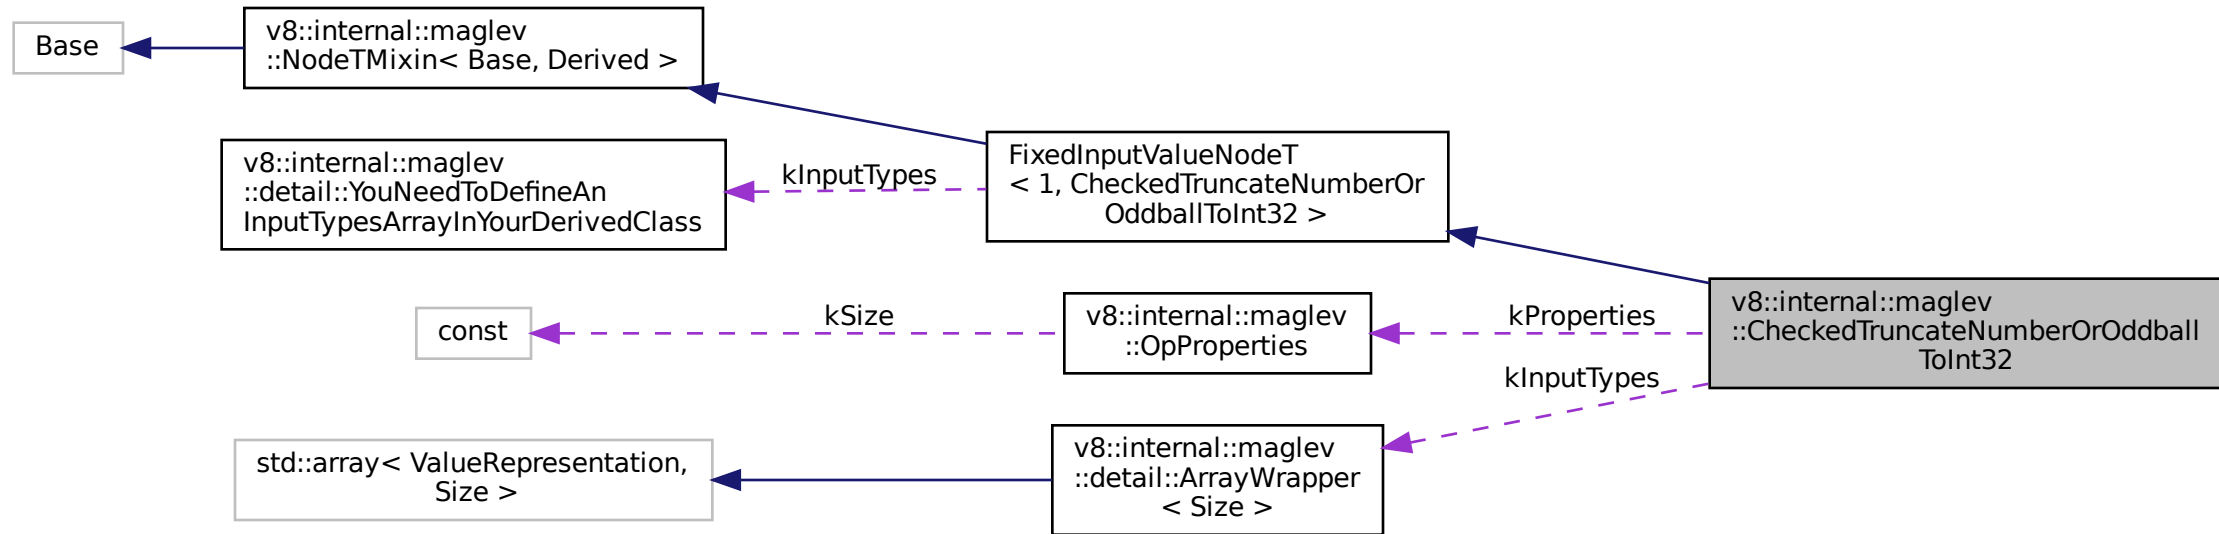 Base
v8::internal::maglev
::NodeTMixin< Base, Derived >
v8::internal::maglev
::detail::YouNeedToDefineAn
InputTypesArrayInYourDerivedClass
kInputTypes
FixedInputValueNodeT
< 1, CheckedTruncateNumberOr
OddballToInt32 >
const
kSize
v8::internal::maglev
::OpProperties
kProperties
v8::internal::maglev
::CheckedTruncateNumberOrOddball
ToInt32
kInputTypes
std::array< ValueRepresentation,
Size >
v8::internal::maglev
::detail::ArrayWrapper
< Size >